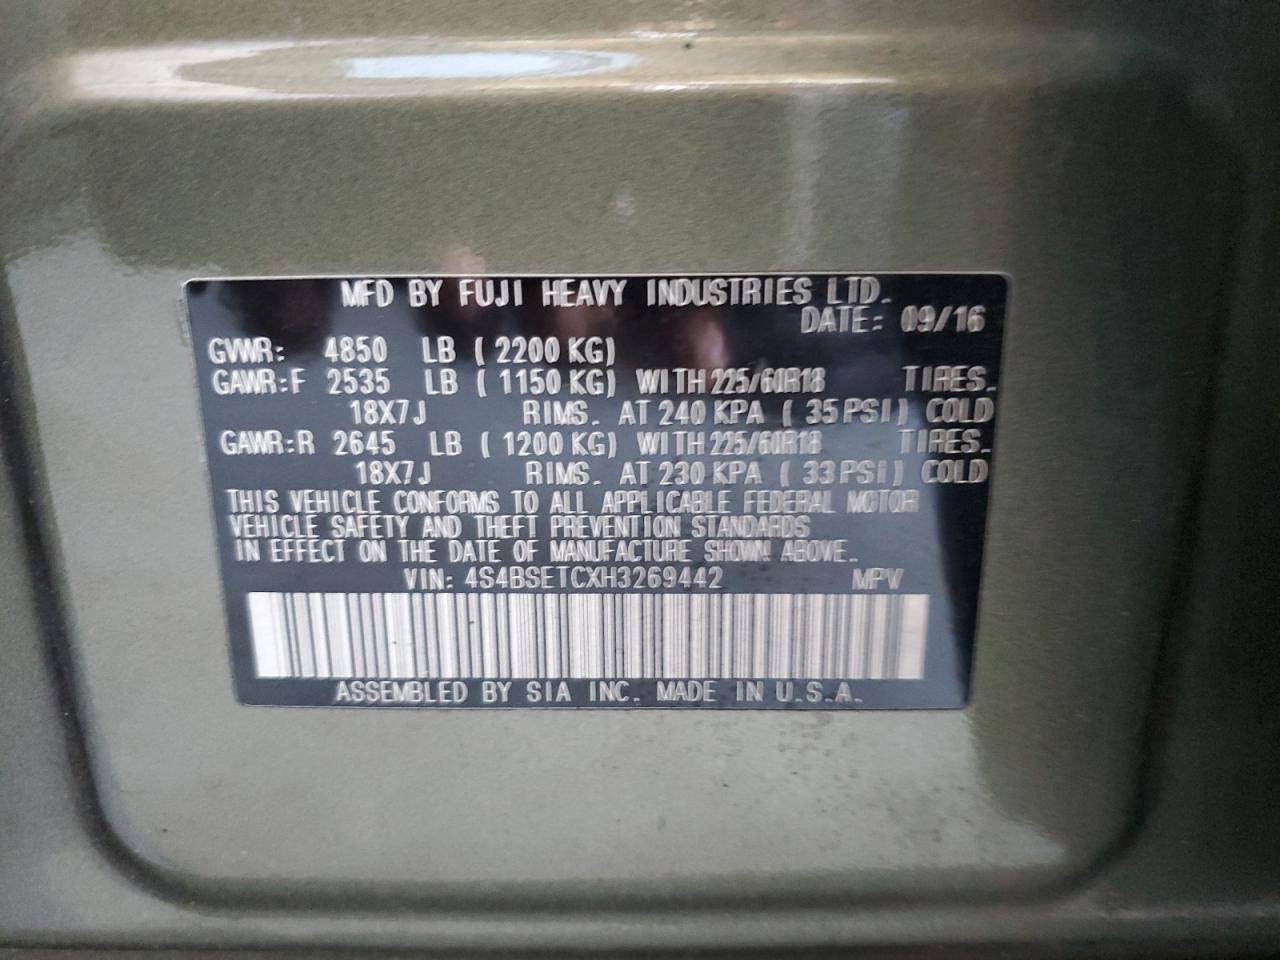 MFD BY FUJI HEAVY INDUSTRIES LTD.
DATE: 09/16
GVWR: 4850 LB ( 2200 KG)
GAWR:F 2535 LB ( 1150 KG) WITH 225/60R18 TIRES.
18X7J RIMS. AT 240 KPA ( 35 PSI) COLD
GAWR:R 2645 LB ( 1200 KG) WITH 225/60R18 TIRES.
18X7J RIMS. AT 230 KPA ( 33 PSI) COLD
THIS VEHICLE CONFORMS TO ALL APPLICABLE FEDERAL MOTOR
VEHICLE SAFETY AND THEFT PREVENTION STANDARDS
IN EFFECT ON THE DATE OF MANUFACTURE SHOWN ABOVE.
VIN: 4S4BSETCXH3269442 MPV
ASSEMBLED BY SIA INC. MADE IN U.S.A.